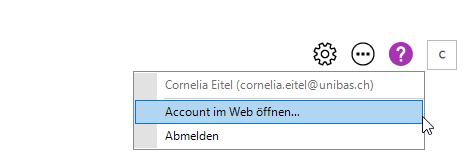 ?
C
Cornelia Eitel (cornelia.eitel@unibas.ch)
Account im Web öffnen...
Abmelden